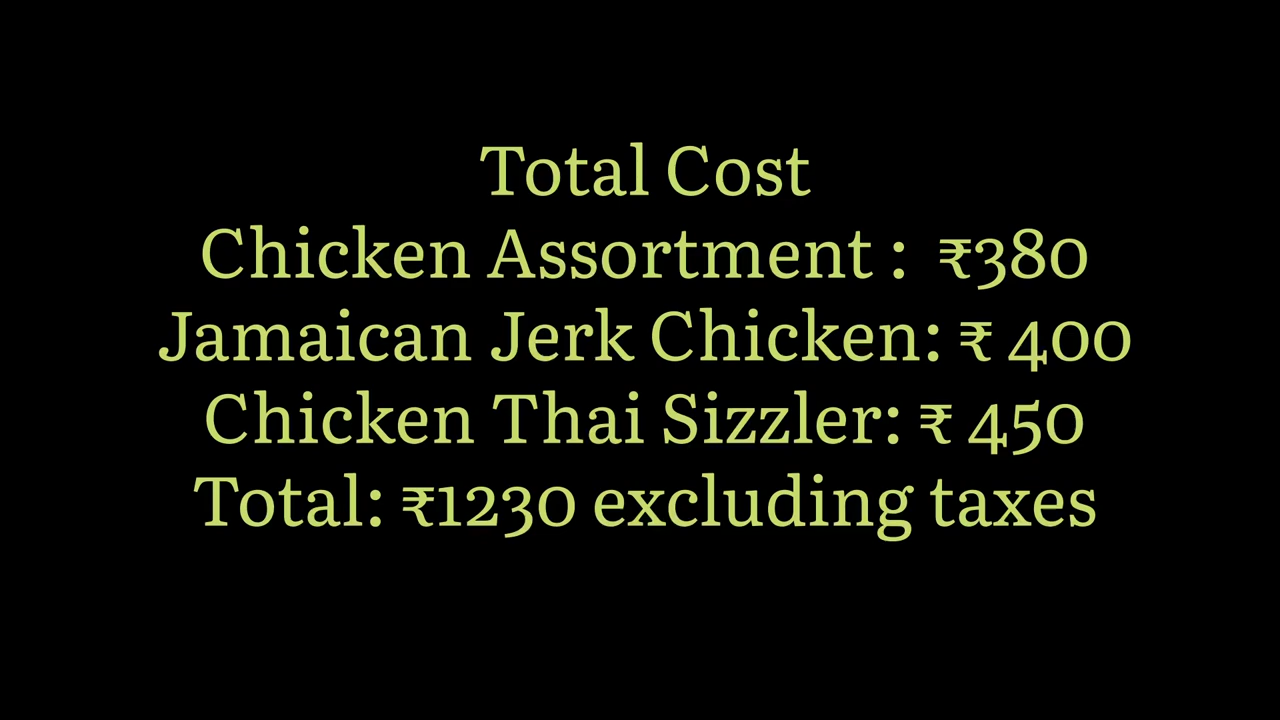 Total Cost
Chicken Assortment :  ₹380
Jamaican Jerk Chicken: ₹ 400
Chicken Thai Sizzler: ₹ 450
Total: ₹1230 excluding taxes